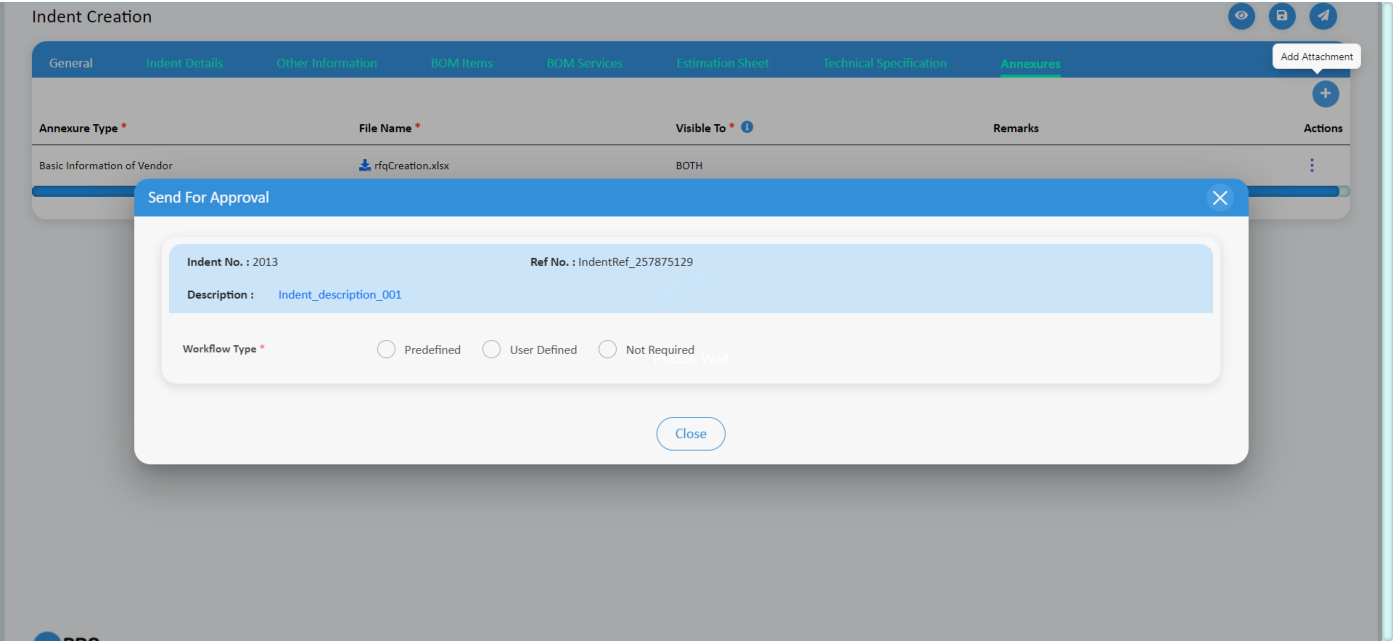 Indent Creation
General Indent Details Other Information BOM Items BOM Services Estimation Sheet Technical Specification Annexures
Add Attachment
Annexure Type * File Name * Visible To * Remarks Actions
Basic Information of Vendor rfqCreation.xlsx BOTH
Send For Approval
Indent No. : 2013 Ref No. : IndentRef_257875129
Description : Indent_description_001
Workflow Type * Predefined User Defined Not Required
Wait
Close